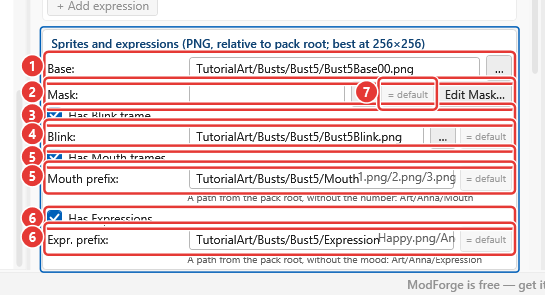 + Add expression
Sprites and expressions (PNG, relative to pack root; best at 256×256)
1 Base: TutorialArt/Busts/Bust5/Bust5Base00.png ...
2 Mask: 7 = default Edit Mask...
3 Has Blink frame
4 Blink: TutorialArt/Busts/Bust5/Bust5Blink.png ... = default
5 Has Mouth frames
5 Mouth prefix: TutorialArt/Busts/Bust5/Mouth1.png/2.png/3.png = default
A path from the pack root, without the number: Art/Anna/Mouth
6 Has Expressions
6 Expr. prefix: TutorialArt/Busts/Bust5/ExpressionHappy.png/An = default
A path from the pack root, without the mood: Art/Anna/Expression
ModForge is free — get it